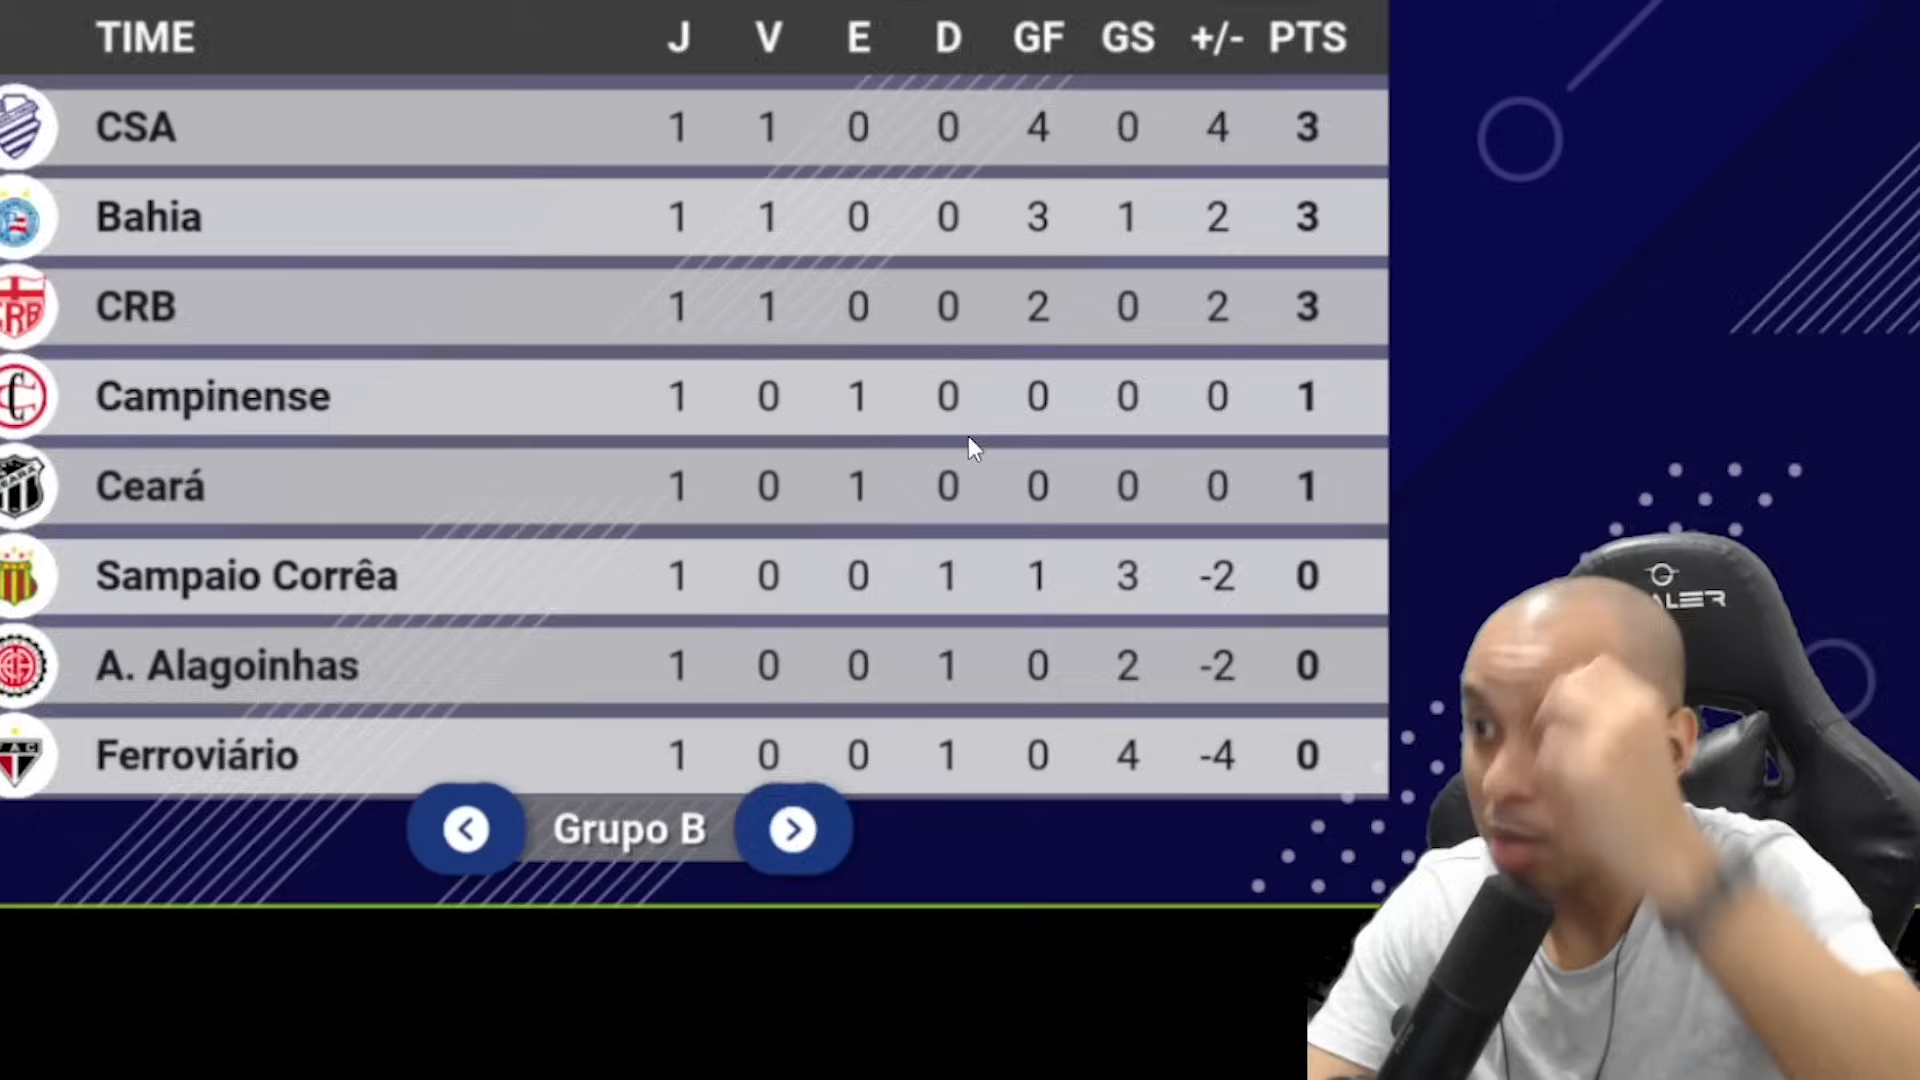 TIME J V E D GF GS +/- PTS
CSA 1 1 0 0 4 0 4 3
Bahia 1 1 0 0 3 1 2 3
CRB CRB 1 1 0 0 2 0 2 3
Campinense 1 0 1 0 0 0 0 1
Ceará 1 0 1 0 0 0 0 1
Sampaio Corrêa 1 0 0 1 1 3 -2 0
A. Alagoinhas 1 0 0 1 0 2 -2 0
Ferroviário 1 0 0 1 0 4 -4 0
Grupo B